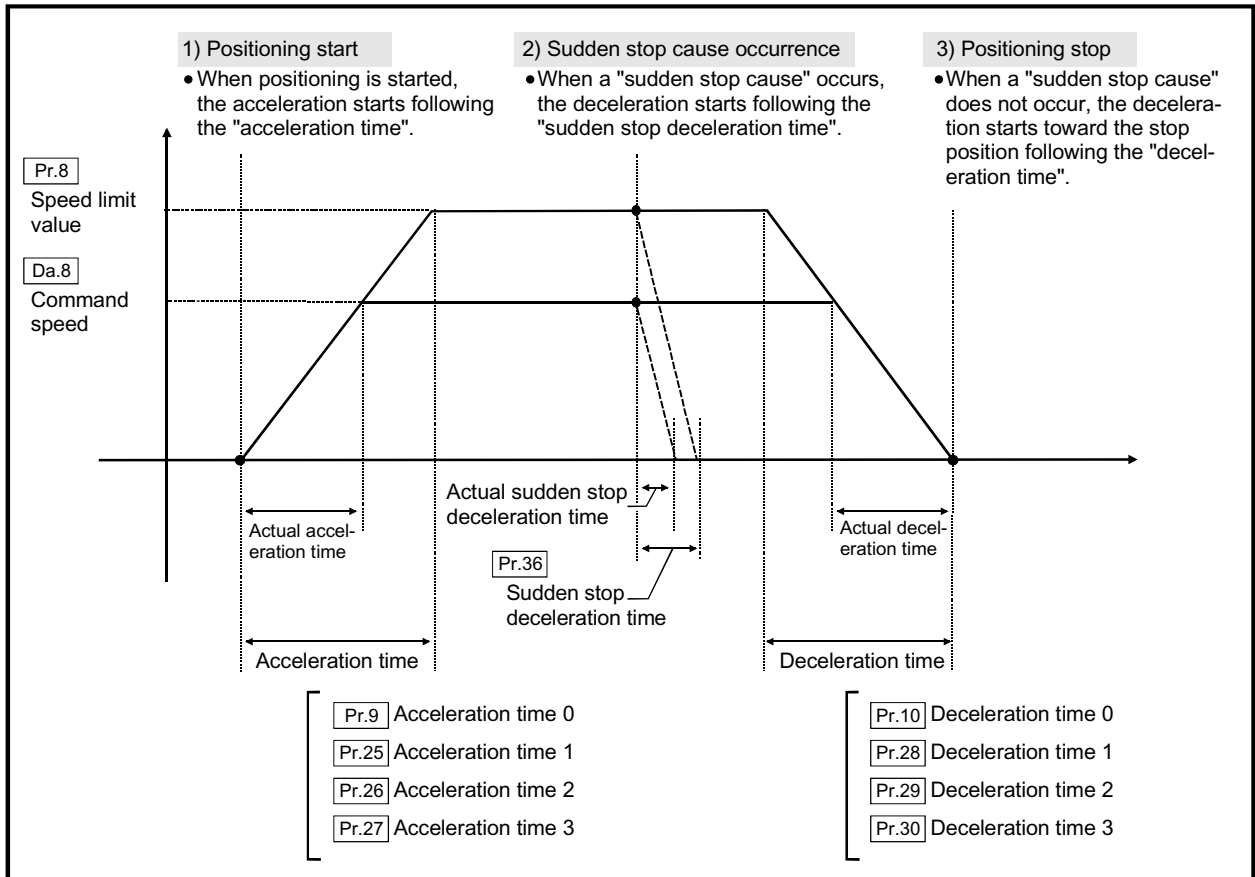 1) Positioning start
• When positioning is started,
the acceleration starts following
the "acceleration time".
2) Sudden stop cause occurrence
• When a "sudden stop cause" occurs,
the deceleration starts following the
"sudden stop deceleration time".
3) Positioning stop
• When a "sudden stop cause"
does not occur, the decelera-
tion starts toward the stop
position following the "decel-
eration time".
Pr.8
Speed limit
value
Da.8
Command
speed
Actual accel-
eration time
Actual sudden stop
deceleration time
Actual decel-
eration time
Pr.36
Sudden stop
deceleration time
Acceleration time
Deceleration time
Pr.9 Acceleration time 0
Pr.25 Acceleration time 1
Pr.26 Acceleration time 2
Pr.27 Acceleration time 3
Pr.10 Deceleration time 0
Pr.28 Deceleration time 1
Pr.29 Deceleration time 2
Pr.30 Deceleration time 3